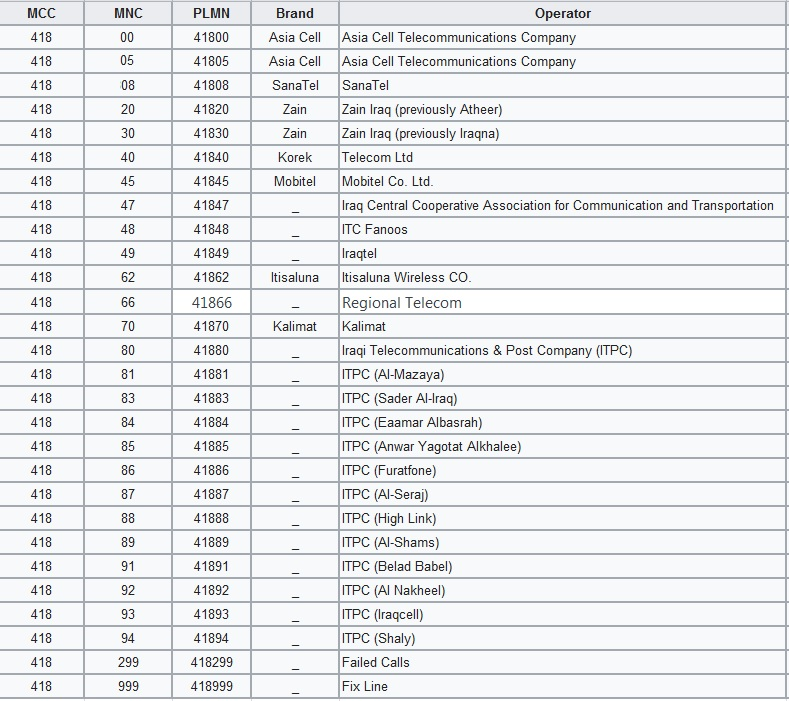 MCC MNC PLMN Brand Operator
418 00 41800 Asia Cell Asia Cell Telecommunications Company
418 05 41805 Asia Cell Asia Cell Telecommunications Company
418 08 41808 SanaTel SanaTel
418 20 41820 Zain Zain Iraq (previously Atheer)
418 30 41830 Zain Zain Iraq (previously Iraqna)
418 40 41840 Korek Telecom Ltd
418 45 41845 Mobitel Mobitel Co. Ltd.
418 47 41847 _ Iraq Central Cooperative Association for Communication and Transportation
418 48 41848 _ ITC Fanoos
418 49 41849 _ Iraqtel
418 62 41862 Itisaluna Itisaluna Wireless CO.
418 66 41866 _ Regional Telecom
418 70 41870 Kalimat Kalimat
418 80 41880 _ Iraqi Telecommunications & Post Company (ITPC)
418 81 41881 _ ITPC (Al-Mazaya)
418 83 41883 _ ITPC (Sader Al-Iraq)
418 84 41884 _ ITPC (Eaamar Albasrah)
418 85 41885 _ ITPC (Anwar Yagotat Alkhalee)
418 86 41886 _ ITPC (Furatfone)
418 87 41887 _ ITPC (Al-Seraj)
418 88 41888 _ ITPC (High Link)
418 89 41889 _ ITPC (Al-Shams)
418 91 41891 _ ITPC (Belad Babel)
418 92 41892 _ ITPC (Al Nakheel)
418 93 41893 _ ITPC (Iraqcell)
418 94 41894 _ ITPC (Shaly)
418 299 418299 _ Failed Calls
418 999 418999 _ Fix Line